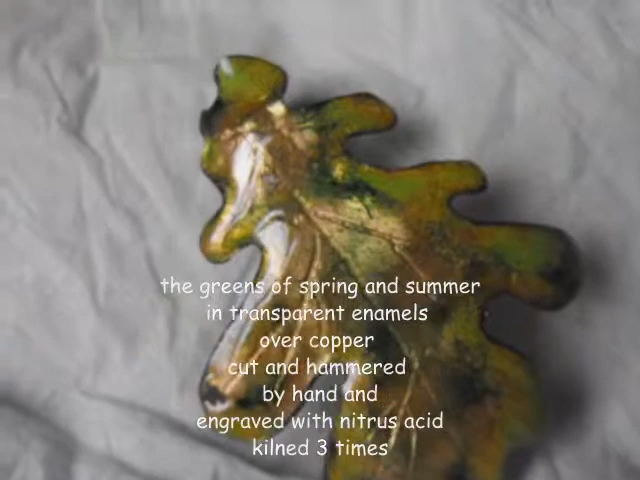 the greens of spring and summer
in transparent enamels
over copper
cut and hammered
by hand and
engraved with nitrus acid
kilned 3 times